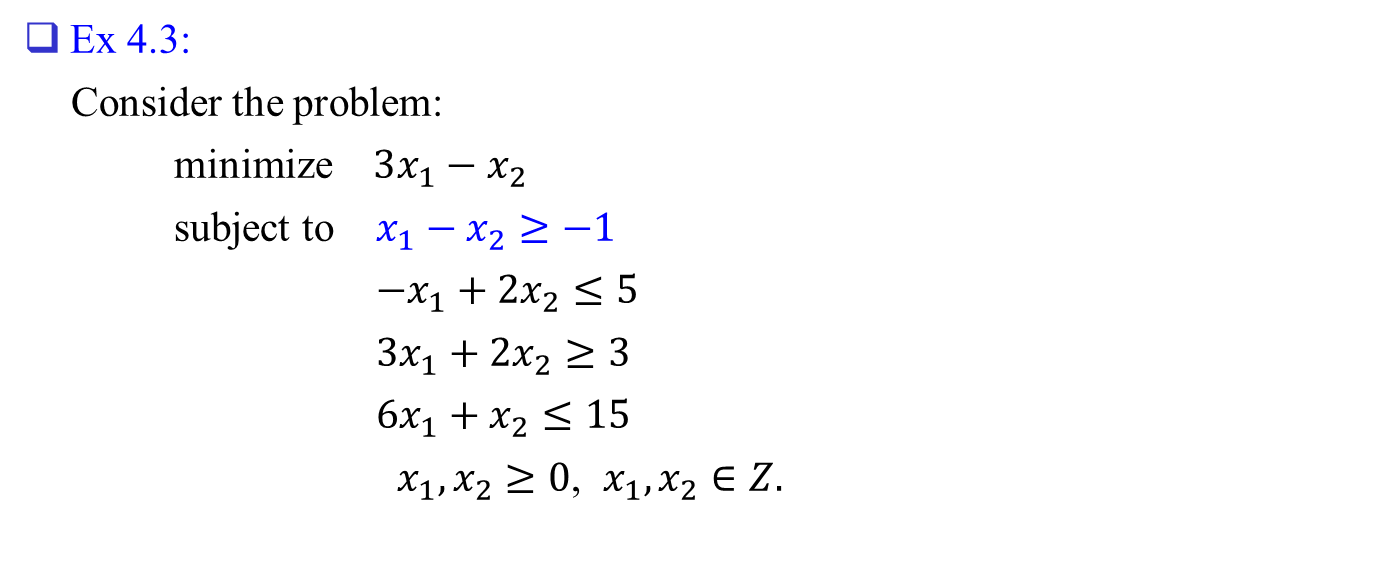 ❑ Ex 4.3:
Consider the problem:
minimize 3x₁ − x₂
subject to x₁ − x₂ ≥ −1
−x₁ + 2x₂ ≤ 5
3x₁ + 2x₂ ≥ 3
6x₁ + x₂ ≤ 15
x₁, x₂ ≥ 0, x₁, x₂ ∈ Z.